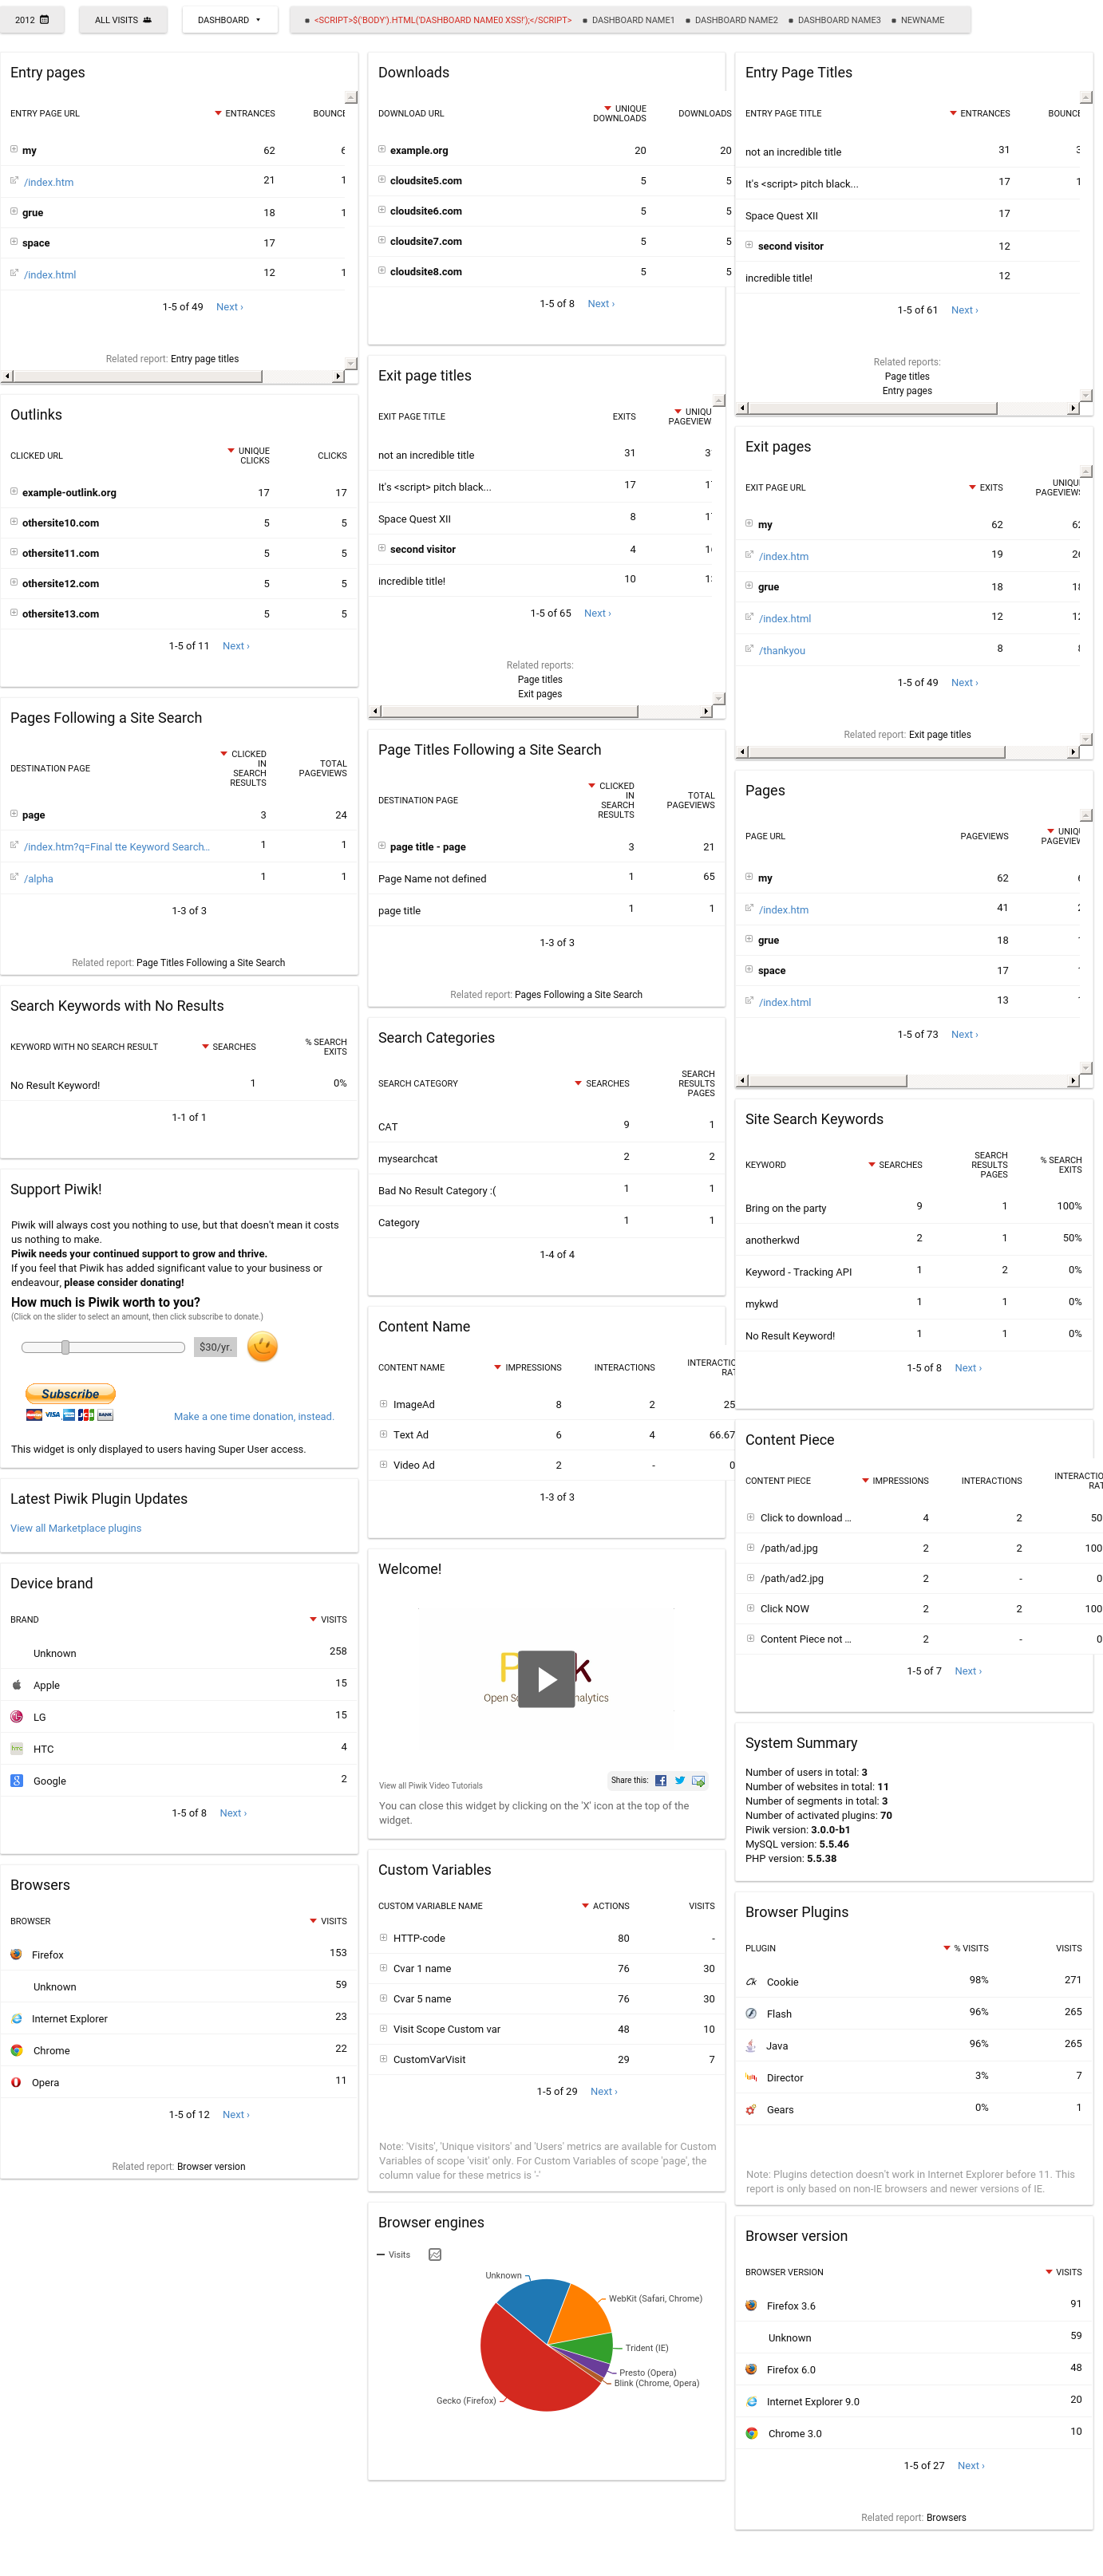 2012
ALL VISITS
DASHBOARD
<SCRIPT>$('BODY').HTML('DASHBOARD NAME0 XSS!');</SCRIPT>
DASHBOARD NAME1
DASHBOARD NAME2
DASHBOARD NAME3
NEWNAME
Entry pages
ENTRY PAGE URL ENTRANCES BOUNCE
my 62 6
/index.htm 21 1
grue 18 1
space 17
/index.html 12 1
1-5 of 49 Next ›
Related report: Entry page titles
Outlinks
CLICKED URL UNIQUE CLICKS CLICKS
example-outlink.org 17 17
othersite10.com 5 5
othersite11.com 5 5
othersite12.com 5 5
othersite13.com 5 5
1-5 of 11 Next ›
Pages Following a Site Search
DESTINATION PAGE CLICKED IN SEARCH RESULTS TOTAL PAGEVIEWS
page 3 24
/index.htm?q=Final tte Keyword Search... 1 1
/alpha 1 1
1-3 of 3
Related report: Page Titles Following a Site Search
Search Keywords with No Results
KEYWORD WITH NO SEARCH RESULT SEARCHES % SEARCH EXITS
No Result Keyword! 1 0%
1-1 of 1
Support Piwik!
Piwik will always cost you nothing to use, but that doesn't mean it costs
us nothing to make.
Piwik needs your continued support to grow and thrive.
If you feel that Piwik has added significant value to your business or
endeavour, please consider donating!
How much is Piwik worth to you?
(Click on the slider to select an amount, then click subscribe to donate.)
$30/yr.
Subscribe
VISA JCB BANK
Make a one time donation, instead.
This widget is only displayed to users having Super User access.
Latest Piwik Plugin Updates
View all Marketplace plugins
Device brand
BRAND VISITS
Unknown 258
Apple 15
LG 15
HTC 4
Google 2
1-5 of 8 Next ›
Browsers
BROWSER VISITS
Firefox 153
Unknown 59
Internet Explorer 23
Chrome 22
Opera 11
1-5 of 12 Next ›
Related report: Browser version
Downloads
DOWNLOAD URL UNIQUE DOWNLOADS DOWNLOADS
example.org 20 20
cloudsite5.com 5 5
cloudsite6.com 5 5
cloudsite7.com 5 5
cloudsite8.com 5 5
1-5 of 8 Next ›
Exit page titles
EXIT PAGE TITLE EXITS UNIQU PAGEVIEW
not an incredible title 31 3
It's <script> pitch black... 17 1
Space Quest XII 8 1
second visitor 4 1
incredible title! 10 1
1-5 of 65 Next ›
Related reports:
Page titles
Exit pages
Page Titles Following a Site Search
DESTINATION PAGE CLICKED IN SEARCH RESULTS TOTAL PAGEVIEWS
page title - page 3 21
Page Name not defined 1 65
page title 1 1
1-3 of 3
Related report: Pages Following a Site Search
Search Categories
SEARCH CATEGORY SEARCHES SEARCH RESULTS PAGES
CAT 9 1
mysearchcat 2 2
Bad No Result Category :( 1 1
Category 1 1
1-4 of 4
Content Name
CONTENT NAME IMPRESSIONS INTERACTIONS INTERACTIO RAT
ImageAd 8 2 25
Text Ad 6 4 66.67
Video Ad 2 - 0
1-3 of 3
Welcome!
P k
Open S nalytics
View all Piwik Video Tutorials
Share this:
You can close this widget by clicking on the 'X' icon at the top of the
widget.
Custom Variables
CUSTOM VARIABLE NAME ACTIONS VISITS
HTTP-code 80 -
Cvar 1 name 76 30
Cvar 5 name 76 30
Visit Scope Custom var 48 10
CustomVarVisit 29 7
1-5 of 29 Next ›
Note: 'Visits', 'Unique visitors' and 'Users' metrics are available for Custom
Variables of scope 'visit' only. For Custom Variables of scope 'page', the
column value for these metrics is '-'
Browser engines
Visits
Unknown
WebKit (Safari, Chrome)
Trident (IE)
Presto (Opera)
Blink (Chrome, Opera)
Gecko (Firefox)
Entry Page Titles
ENTRY PAGE TITLE ENTRANCES BOUNCE
not an incredible title 31 3
It's <script> pitch black... 17 1
Space Quest XII 17
second visitor 12
incredible title! 12
1-5 of 61 Next ›
Related reports:
Page titles
Entry pages
Exit pages
EXIT PAGE URL EXITS UNIQUE PAGEVIEWS
my 62 62
/index.htm 19 26
grue 18 18
/index.html 12 12
/thankyou 8 8
1-5 of 49 Next ›
Related report: Exit page titles
Pages
PAGE URL PAGEVIEWS UNIQU PAGEVIEW
my 62 6
/index.htm 41 2
grue 18 1
space 17 1
/index.html 13 1
1-5 of 73 Next ›
Site Search Keywords
KEYWORD SEARCHES SEARCH RESULTS PAGES % SEARCH EXITS
Bring on the party 9 1 100%
anotherkwd 2 1 50%
Keyword - Tracking API 1 2 0%
mykwd 1 1 0%
No Result Keyword! 1 1 0%
1-5 of 8 Next ›
Content Piece
CONTENT PIECE IMPRESSIONS INTERACTIONS INTERACTIO RAT
Click to download ... 4 2 50
/path/ad.jpg 2 2 100
/path/ad2.jpg 2 - 0
Click NOW 2 2 100
Content Piece not ... 2 - 0
1-5 of 7 Next ›
System Summary
Number of users in total: 3
Number of websites in total: 11
Number of segments in total: 3
Number of activated plugins: 70
Piwik version: 3.0.0-b1
MySQL version: 5.5.46
PHP version: 5.5.38
Browser Plugins
PLUGIN % VISITS VISITS
Cookie 98% 271
Flash 96% 265
Java 96% 265
Director 3% 7
Gears 0% 1
Note: Plugins detection doesn't work in Internet Explorer before 11. This
report is only based on non-IE browsers and newer versions of IE.
Browser version
BROWSER VERSION VISITS
Firefox 3.6 91
Unknown 59
Firefox 6.0 48
Internet Explorer 9.0 20
Chrome 3.0 10
1-5 of 27 Next ›
Related report: Browsers